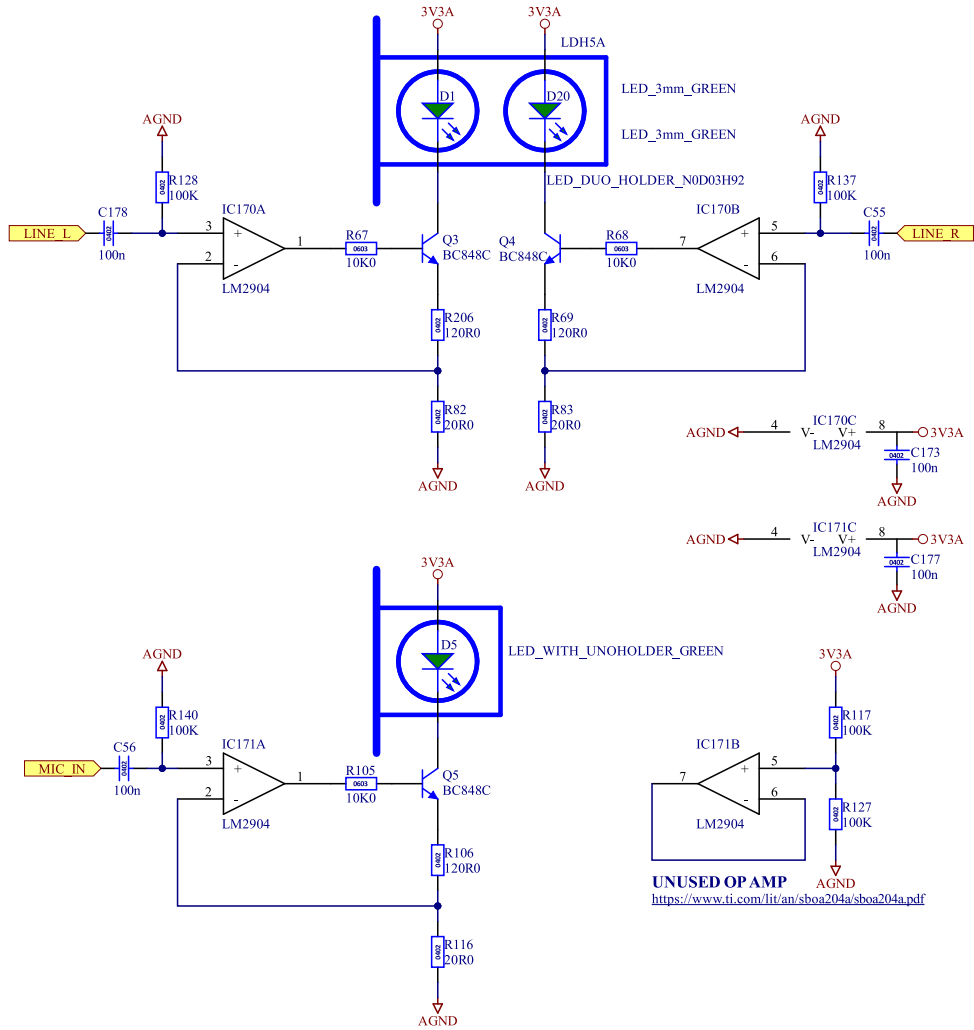 3V3A 3V3A
LDH5A
D1 D20 LED_3mm_GREEN
LED_3mm_GREEN
AGND AGND
LED_DUO_HOLDER_N0D03H92
0402 R128 100K
0402 R137 100K
C178 IC170A IC170B C55
LINE_L 0402 100n 3 + 1 R67 0603 10K0 Q3 BC848C
2 - LM2904
Q4 BC848C R68 0603 10K0 7 5 + 0402 100n LINE_R
6 - LM2904
0402 R206 120R0
0402 R69 120R0
0402 R82 20R0
0402 R83 20R0
AGND AGND
AGND 4 V- IC170C V+ 8 3V3A
LM2904 0402 C173 100n
AGND
AGND 4 V- IC171C V+ 8 3V3A
LM2904 0402 C177 100n
AGND
3V3A
D5 LED_WITH_UNOHOLDER_GREEN
AGND
0402 R140 100K
C56 IC171A
MIC_IN 0402 100n 3 + 1 R105 0603 10K0 Q5 BC848C
2 - LM2904
0402 R106 120R0
0402 R116 20R0
AGND
3V3A
0402 R117 100K
IC171B
7 5 +
6 - LM2904
0402 R127 100K
AGND
UNUSED OP AMP
https://www.ti.com/lit/an/sboa204a/sboa204a.pdf